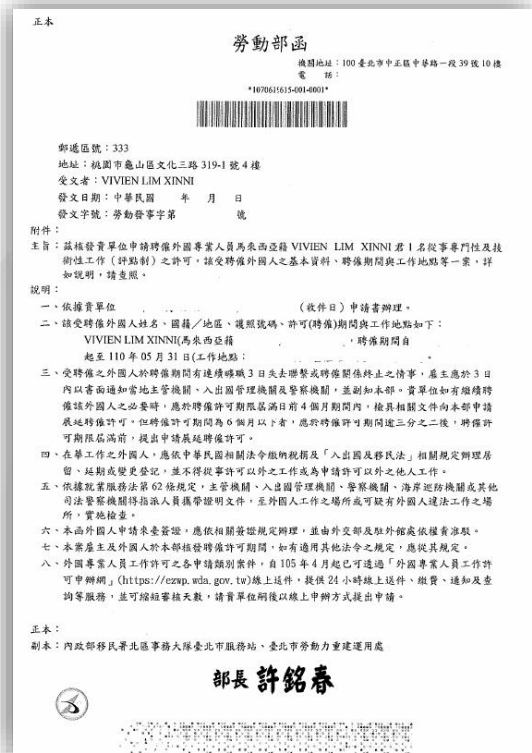 正本
勞動部函
機關地址：100 臺北市中正區中華路一段 39 號 10 樓
電　話：
*1070615615-001-0001*
郵遞區號：333
地址：桃園市龜山區文化三路 319-1 號 4 樓
受文者：VIVIEN LIM XINNI
發文日期：中華民國　年　月　日
發文字號：勞動發事字第　號
附件：
主旨：茲核發貴單位申請聘僱外國專業人員馬來西亞籍 VIVIEN LIM XINNI 君 1 名從事專門性及技
術性工作（評點制）之許可，該受聘僱外國人之基本資料、聘僱期間與工作地點等一案，詳
如說明，請查照。
說明：
一、依據貴單位　（收件日）申請書辦理。
二、該受聘僱外國人姓名、國籍／地區、護照號碼、許可(聘僱)期間與工作地點如下：
VIVIEN LIM XINNI(馬來西亞籍　，聘僱期間自
起至 110 年 05 月 31 日(工作地點：　。
三、受聘僱之外國人於聘僱期間有連續曠職 3 日失去聯繫或聘僱關係終止之情事，雇主應於 3 日
內以書面通知當地主管機關、入出國管理機關及警察機關，並副知本部。貴單位如有繼續聘
僱該外國人之必要時，應於聘僱許可期限屆滿日前 4 個月期間內，檢具相關文件向本部申請
展延聘僱許可。但聘僱許可期間為 6 個月以下者，應於聘僱許可期間逾三分之二後，聘僱許
可期限屆滿前，提出申請展延聘僱許可。
四、在華工作之外國人，應依中華民國相關法令繳納稅捐及「入出國及移民法」相關規定辦理居
留、延期或變更登記，並不得從事許可以外之工作或為申請許可以外之他人工作。
五、依據就業服務法第 62 條規定，主管機關、入出國管理機關、警察機關、海岸巡防機關或其他
司法警察機關得指派人員攜帶證明文件，至外國人工作之場所或可疑有外國人違法工作之場
所，實施檢查。
六、本函外國人申請來臺簽證，應依相關簽證規定辦理，並由外交部及駐外館處依權責准駁。
七、本案雇主及外國人於本部核發聘僱許可期間，如有適用其他法令之規定，應從其規定。
八、外國專業人員工作許可之各申請類別案件，自 105 年 4 月起已可透過「外國專業人員工作許
可申辦網」(https://ezwp.wda.gov.tw)線上送件，提供 24 小時線上送件、繳費、通知及查
詢等服務，並可縮短審核天數，請貴單位嗣後以線上申辦方式提出申請。
正本：
副本：內政部移民署北區事務大隊臺北市服務站、臺北市勞動力重建運用處
部長 許銘春